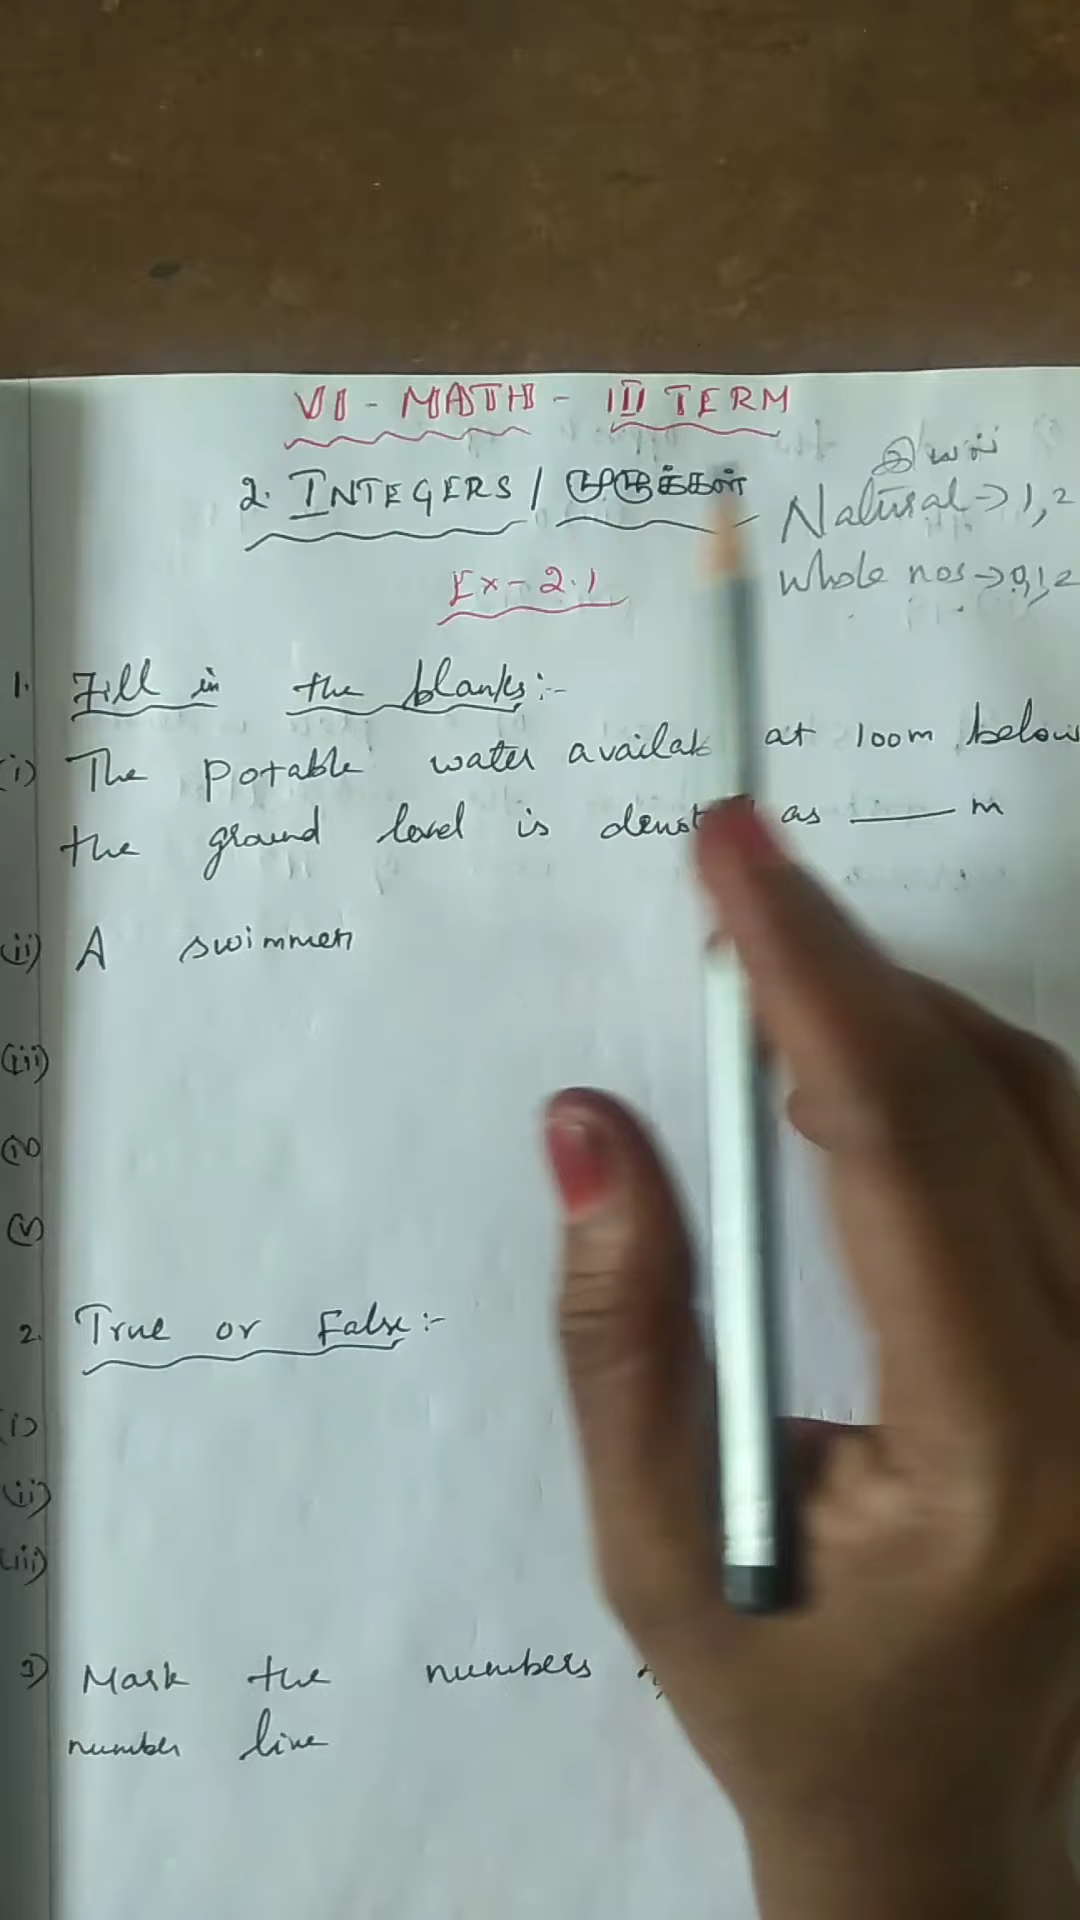 VI - MATH - III TERM
2. INTEGERS / முழுக்கள்
இயல்
Natural → 1, 2
Whole nos → 0, 1, 2
Ex - 2.1
1. Fill in the blanks :-
(i) The potable water availab at 100m below
the ground level is denot as ____ m
(ii) A swimmer
(iii)
(iv)
(v)
2. True or False :-
(i)
(ii)
(iii)
3) Mark the numbers
number line